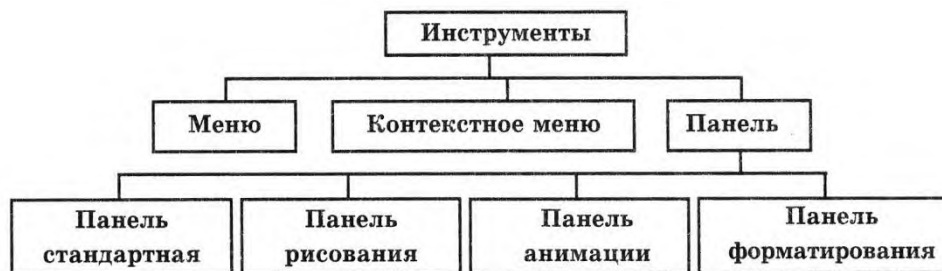 Инструменты
Меню
Контекстное меню
Панель
Панель
стандартная
Панель
рисования
Панель
анимации
Панель
форматирования